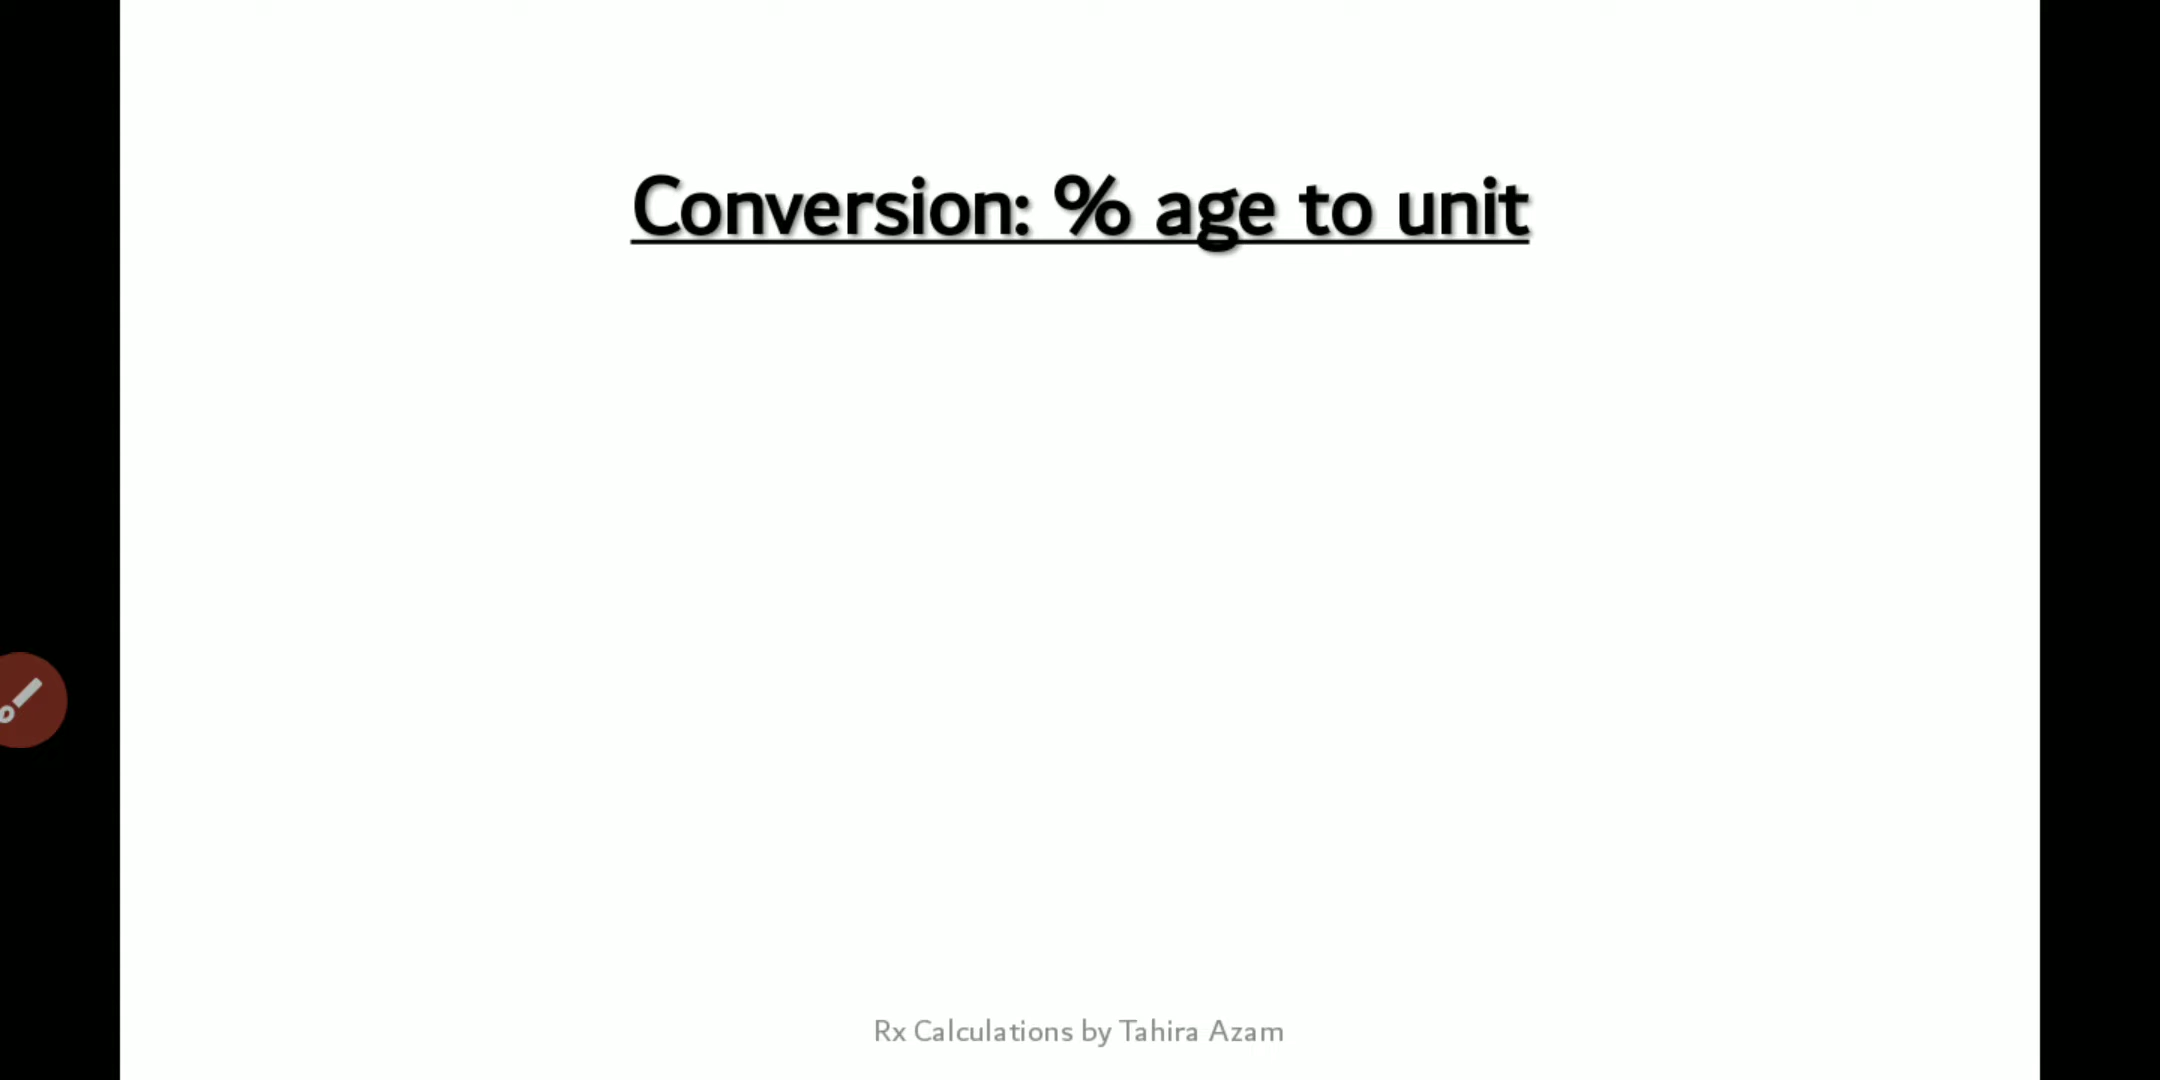 Conversion: % age to unit
Rx Calculations by Tahira Azam